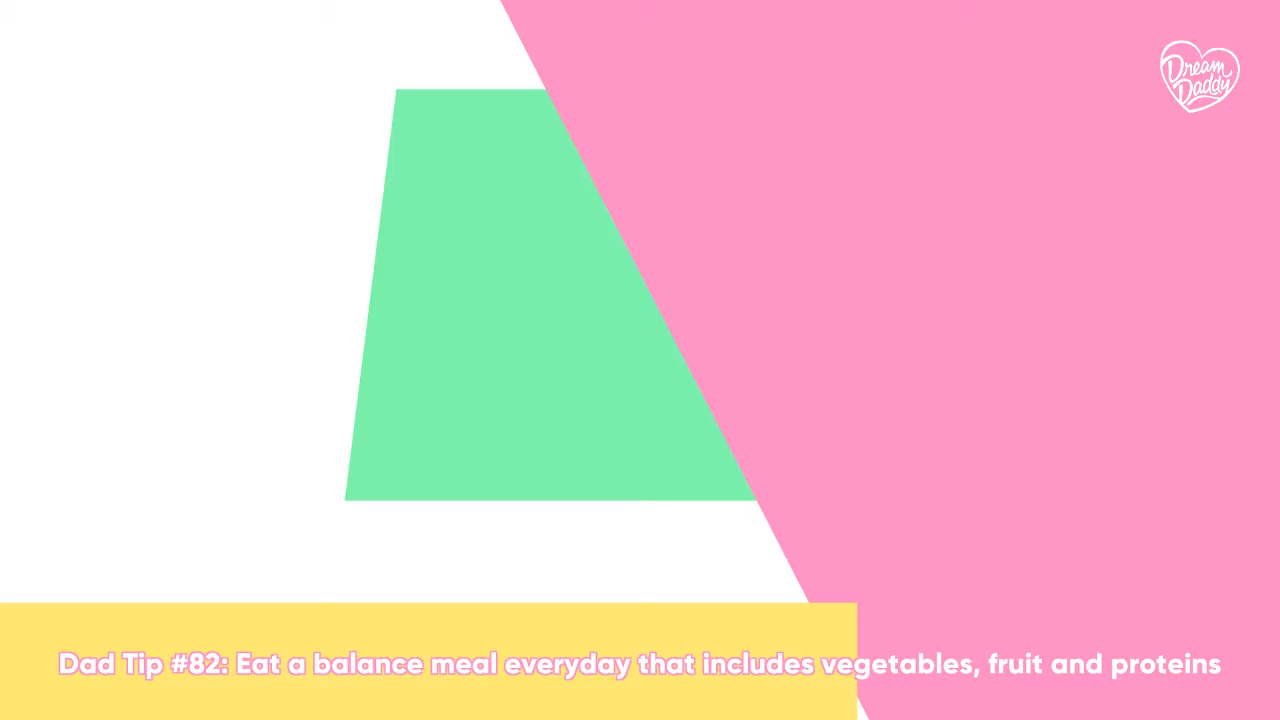 Dream
Daddy
Dad Tip #82: Eat a balance meal everyday that includes vegetables, fruit and proteins